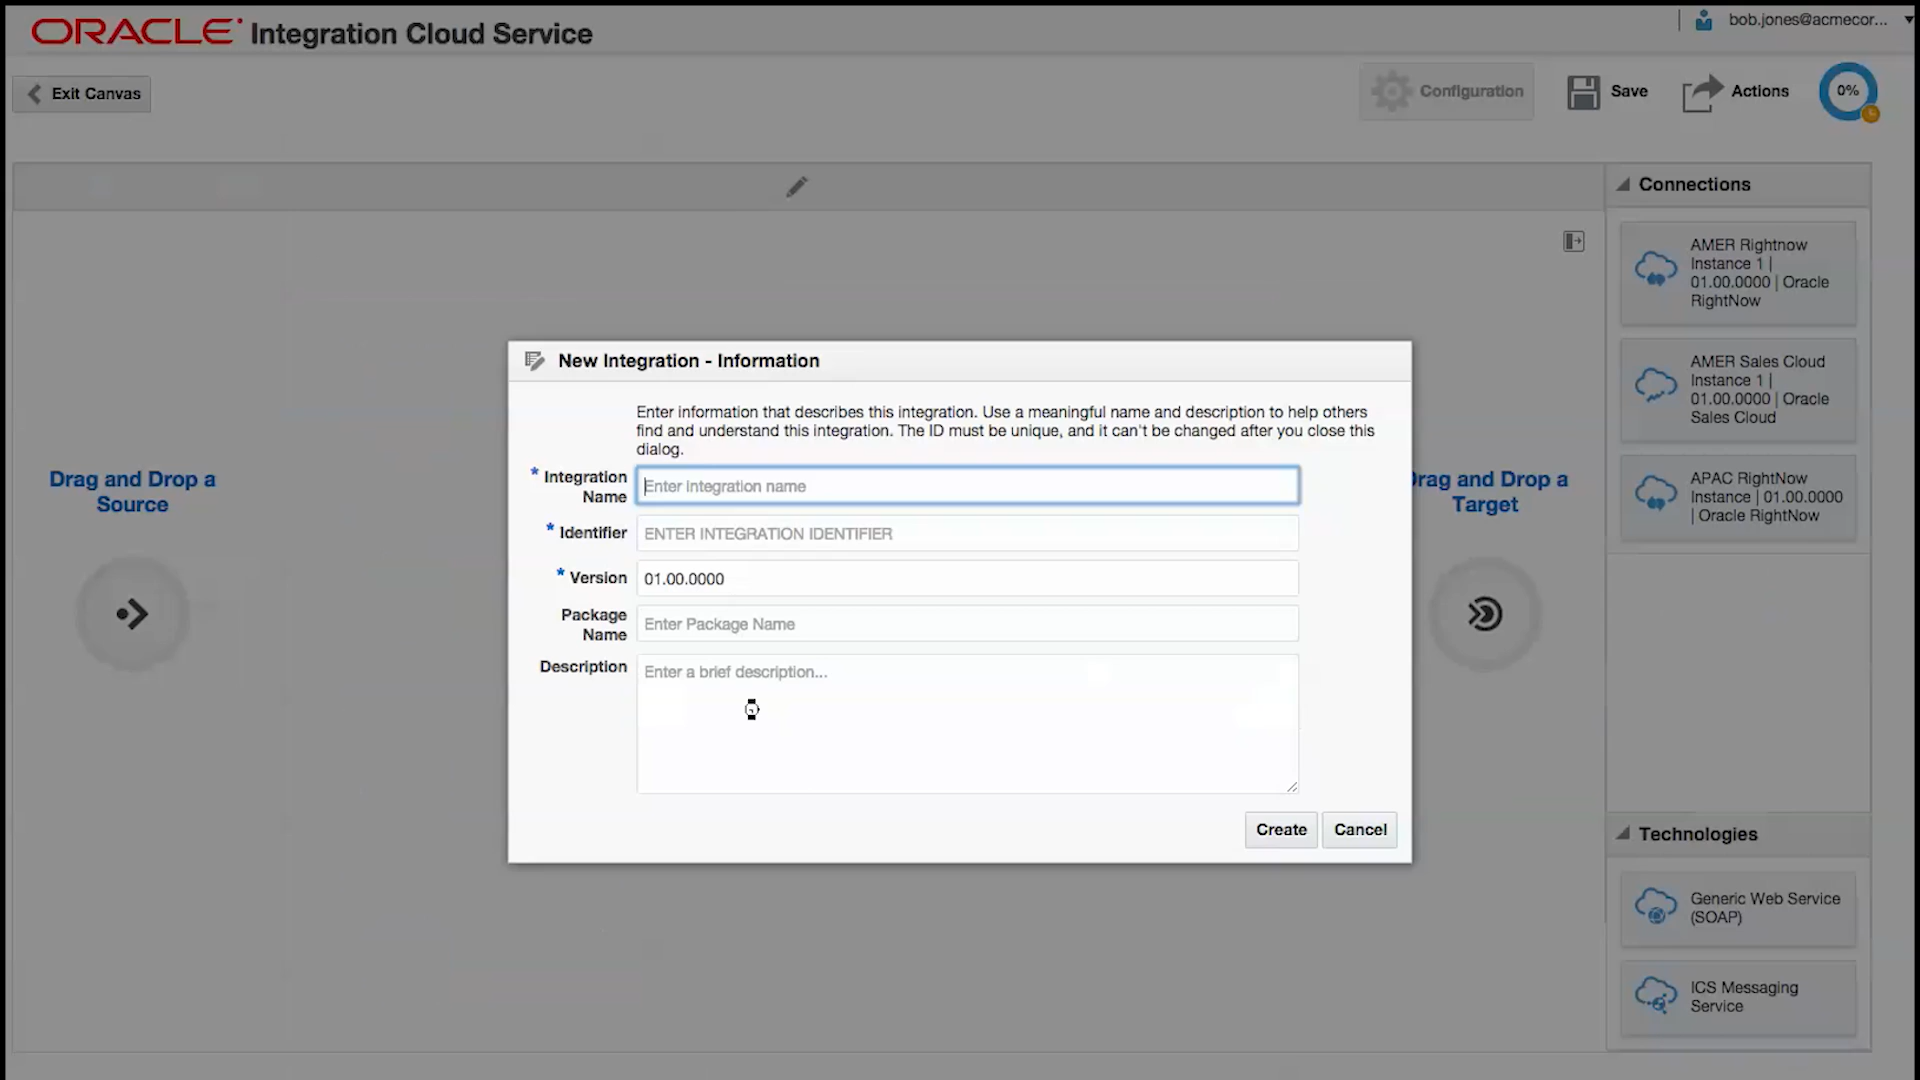 ORACLE Integration Cloud Service
bob.jones@acmecor...
Exit Canvas
Configuration
Save
Actions
0%
Connections
AMER Rightnow
Instance 1 |
01.00.0000 | Oracle
RightNow
AMER Sales Cloud
Instance 1 |
01.00.0000 | Oracle
Sales Cloud
APAC RightNow
Instance | 01.00.0000
| Oracle RightNow
Drag and Drop a
Source
rag and Drop a
Target
New Integration - Information
Enter information that describes this integration. Use a meaningful name and description to help others
find and understand this integration. The ID must be unique, and it can't be changed after you close this
dialog.
* Integration
Name
Enter integration name
* Identifier
ENTER INTEGRATION IDENTIFIER
* Version
01.00.0000
Package
Name
Enter Package Name
Description
Enter a brief description...
Create
Cancel
Technologies
Generic Web Service
(SOAP)
ICS Messaging
Service